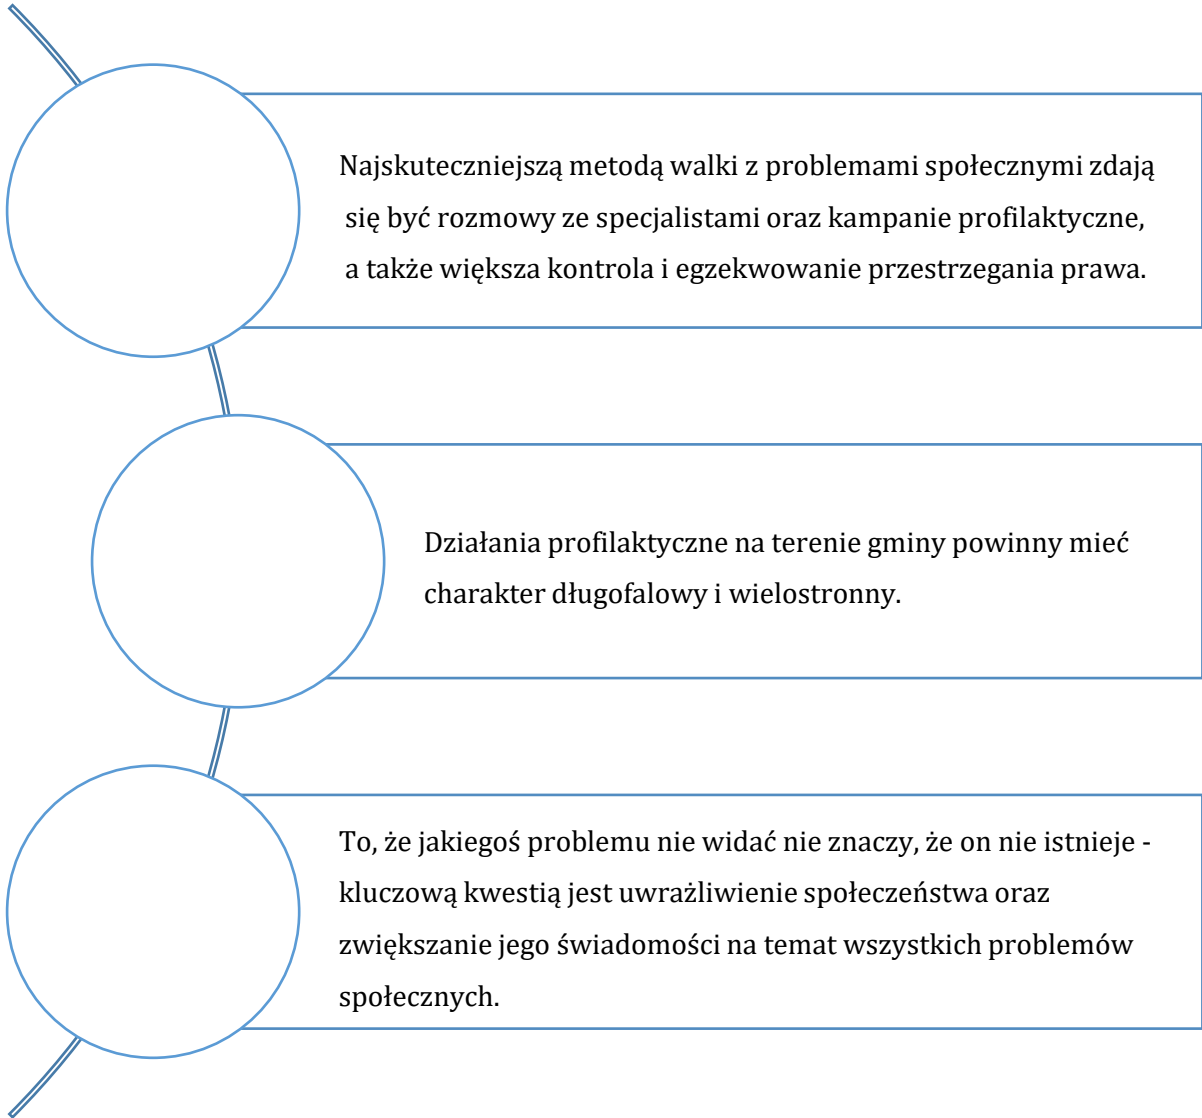 Najskuteczniejszą metodą walki z problemami społecznymi zdają
się być rozmowy ze specjalistami oraz kampanie profilaktyczne,
a także większa kontrola i egzekwowanie przestrzegania prawa.
Działania profilaktyczne na terenie gminy powinny mieć
charakter długofalowy i wielostronny.
To, że jakiegoś problemu nie widać nie znaczy, że on nie istnieje -
kluczową kwestią jest uwrażliwienie społeczeństwa oraz
zwiększanie jego świadomości na temat wszystkich problemów
społecznych.